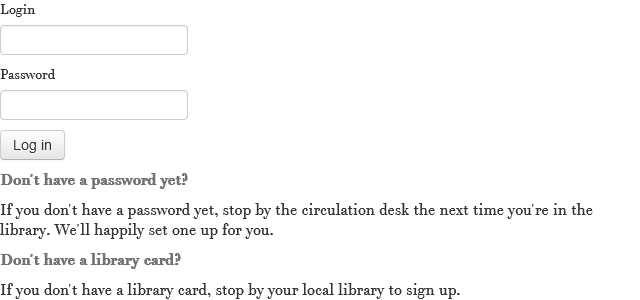 Login
Password
Log in
Don't have a password yet?
If you don't have a password yet, stop by the circulation desk the next time you're in the
library. We'll happily set one up for you.
Don't have a library card?
If you don't have a library card, stop by your local library to sign up.